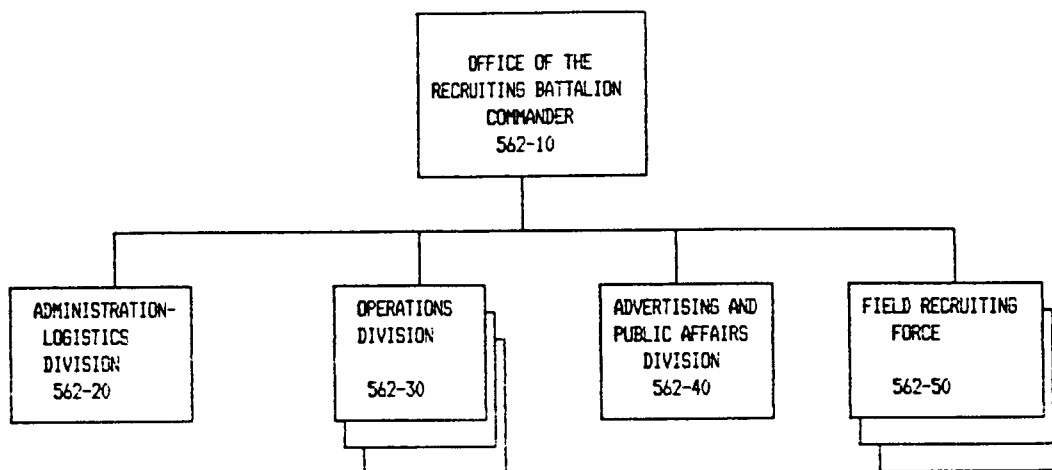 OFFICE OF THE
RECRUITING BATTALION
COMMANDER
562-10
ADMINISTRATION-
LOGISTICS
DIVISION
562-20
OPERATIONS
DIVISION
562-30
ADVERTISING AND
PUBLIC AFFAIRS
DIVISION
562-40
FIELD RECRUITING
FORCE
562-50